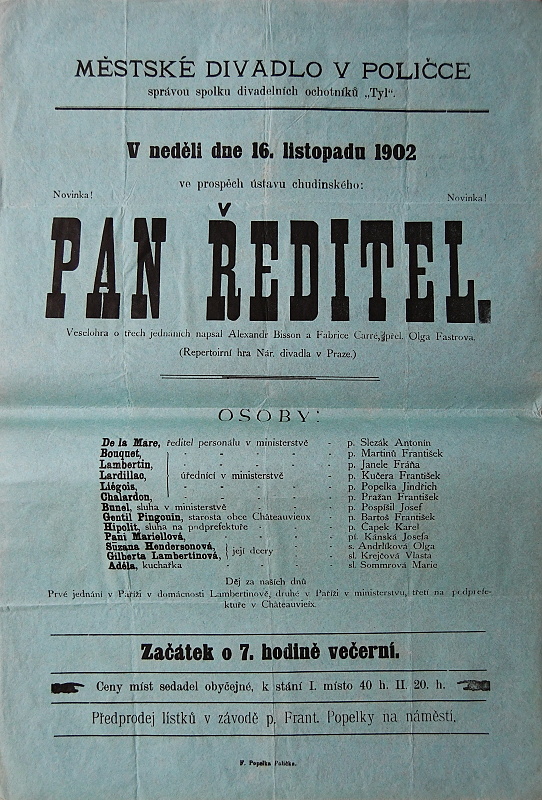 MĚSTSKÉ DIVADLO V POLIČCE
správou spolku divadelních ochotníků „Tyl“.
V neděli dne 16. listopadu 1902
ve prospěch ústavu chudinského:
Novinka! Novinka!
PAN ŘEDITEL.
Veselohra o třech jednáních napsal Alexandr Bisson a Fabrice Carré, přel. Olga Fastrova.
(Repertoirní hra Nár. divadla v Praze.)
OSOBY:
De la Mare, ředitel personálu v ministerstvě - p. Slezák Antonín
Bouquet, - - - - - p. Martinů František
Lambertin, - - - - - p. Janele Fráňa
Lardillac, úředníci v ministerstvě - p. Kučera František
Liégois, - - - - - p. Popelka Jindřich
Chalardon, - - - - - p. Pražan František
Bunel, sluha v ministerstvě - - - p. Pospíšil Josef
Gentil Pingouin, starosta obce Châteauvieux - p. Bartoš František
Hipolit, sluha na podprefektuře - - - p. Čapek Karel
Paní Mariellová, - - - - - pí. Kánská Josefa
Suzana Hendersonová, - - - s. Andrlíková Olga
její dcery
Gilberta Lambertinová, - - - sl. Krejčová Vlasta
Adéla, kuchařka - - - - - sl. Sommrová Marie
Děj za našich dnů
Prvé jednání v Paříži v domácnosti Lambertinově, druhé v Paříži v ministerstvu, třetí na podprefe-
ktuře v Châteauvieix.
Začátek o 7. hodině večerní.
Ceny míst sedadel obyčejné, k stání I. místo 40 h. II. 20. h.
Předprodej lístků v závodě p. Frant. Popelky na náměstí.
F. Popelka Polička.